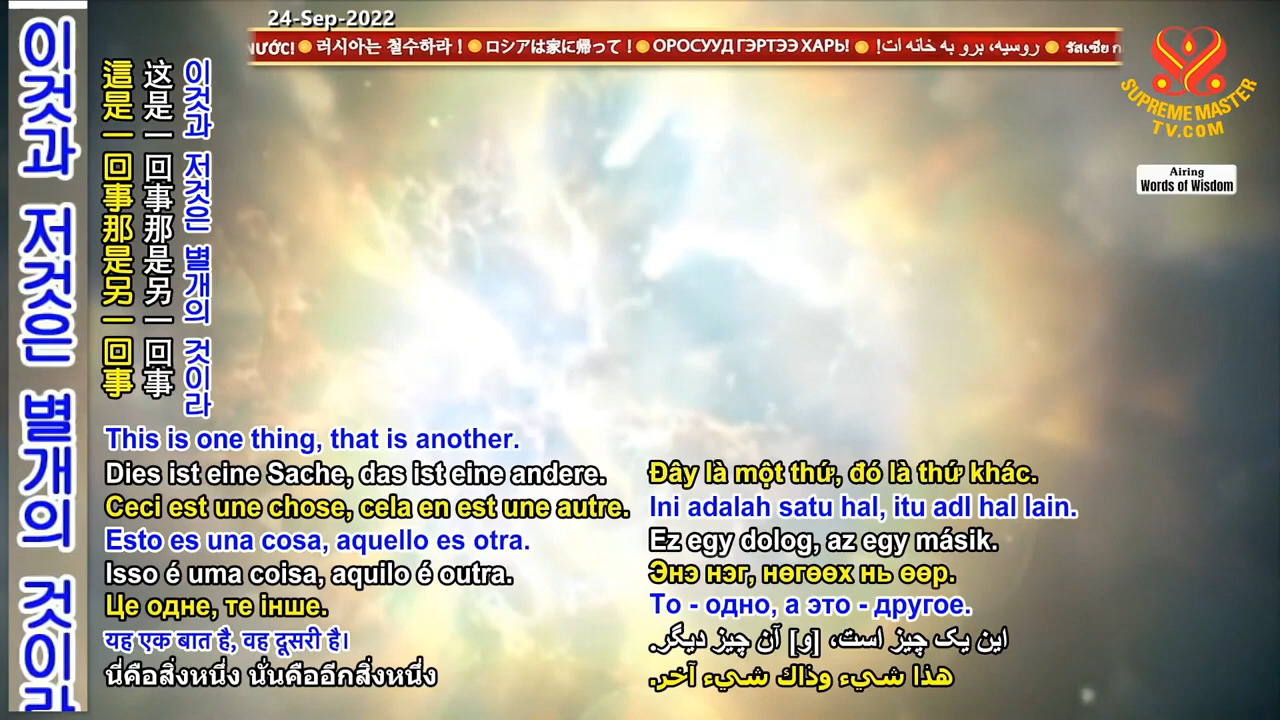 24-Sep-2022
NƯỚC! 러시아는 철수하라 ! ロシアは家に帰って ! ОРОСУУД ГЭРТЭЭ ХАРЬ! روسیه، برو به خانه ات! รัสเซีย
SUPREME MASTER
TV.COM
Airing
Words of Wisdom
이것과 저것은 별개의 것이라
這是一回事那是另一回事
这是一回事那是另一回事
이것과 저것은 별개의 것이라
This is one thing, that is another.
Dies ist eine Sache, das ist eine andere.
Ceci est une chose, cela en est une autre.
Esto es una cosa, aquello es otra.
Isso é uma coisa, aquilo é outra.
Це одне, те інше.
यह एक बात है, वह दूसरी है।
นี่คือสิ่งหนึ่ง นั่นคืออีกสิ่งหนึ่ง
Đây là một thứ, đó là thứ khác.
Ini adalah satu hal, itu adl hal lain.
Ez egy dolog, az egy másik.
Энэ нэг, нөгөөх нь өөр.
То - одно, а это - другое.
این یک چیز است، [و] آن چیز دیگر.
هذا شيء وذاك شيء آخر.